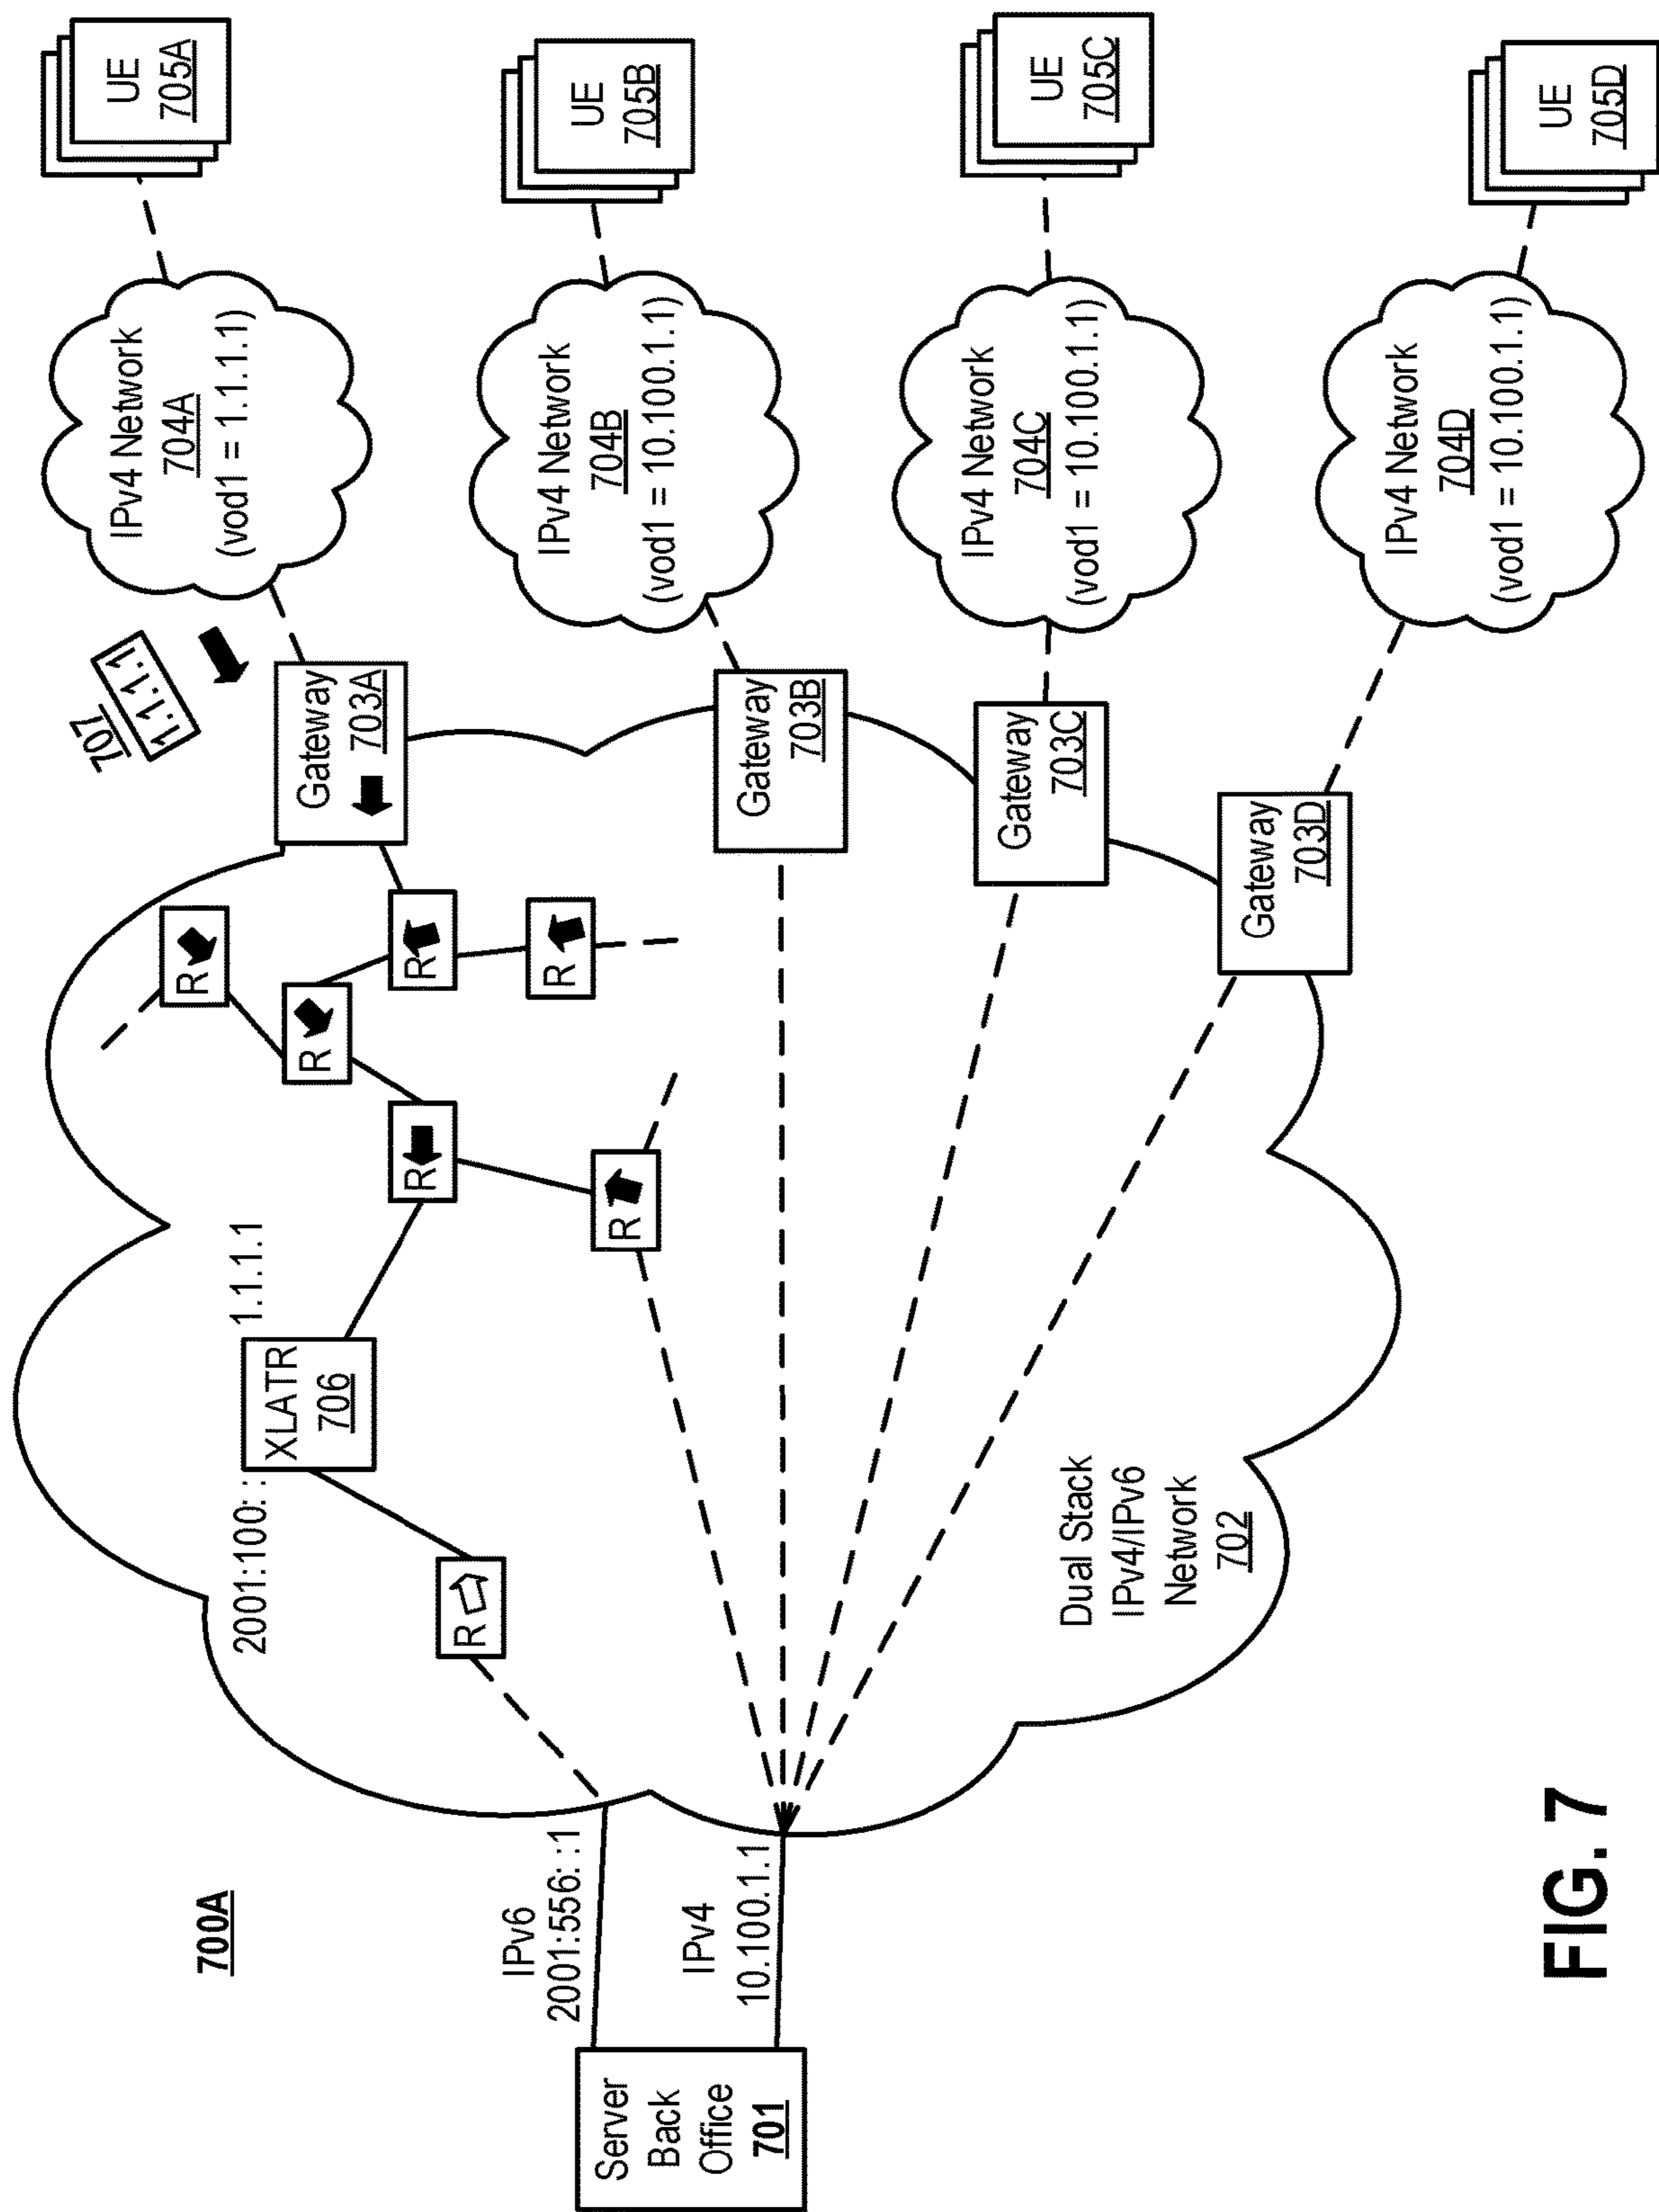 700A
Server
Back
Office
701
IPv6
2001:556: :1
IPv4
10.100.1.1
2001:100: :
XLATR
706
1.1.1.1
R
R
R
R
R
R
R
Dual Stack
IPv4/IPv6
Network
702
707
1.1.1.1
Gateway
703A
Gateway
703B
Gateway
703C
Gateway
703D
IPv4 Network
704A
(vod1 = 1.1.1.1)
IPv4 Network
704B
(vod1 = 10.100.1.1)
IPv4 Network
704C
(vod1 = 10.100.1.1)
IPv4 Network
704D
(vod1 = 10.100.1.1)
UE
705A
UE
705B
UE
705C
UE
705D
FIG. 7